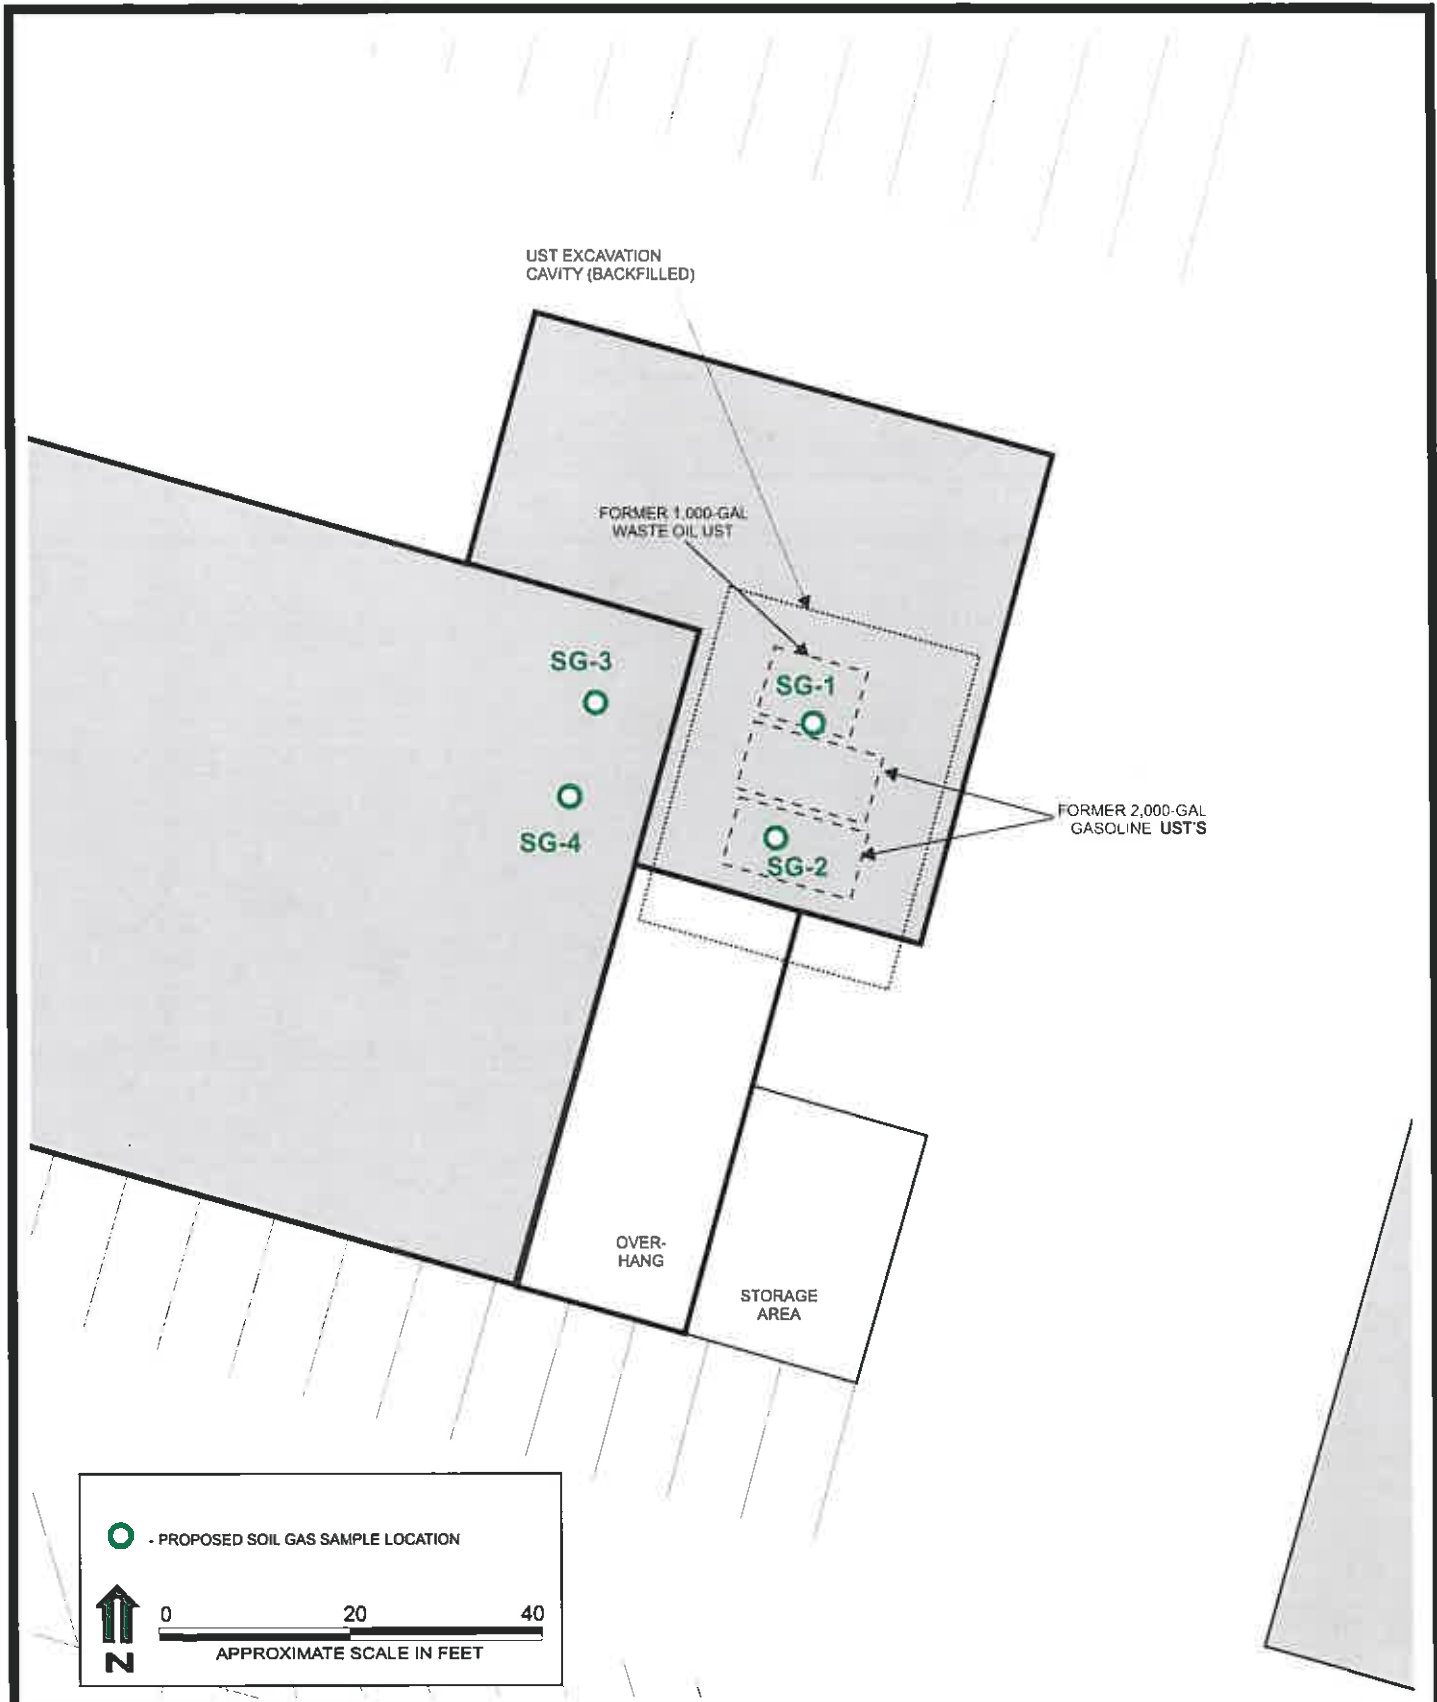 UST EXCAVATION
CAVITY (BACKFILLED)
FORMER 1,000-GAL
WASTE OIL UST
SG-3
SG-1
SG-4
FORMER 2,000-GAL
GASOLINE UST'S
SG-2
OVER-
HANG
STORAGE
AREA
- PROPOSED SOIL GAS SAMPLE LOCATION
0 20 40
APPROXIMATE SCALE IN FEET
N